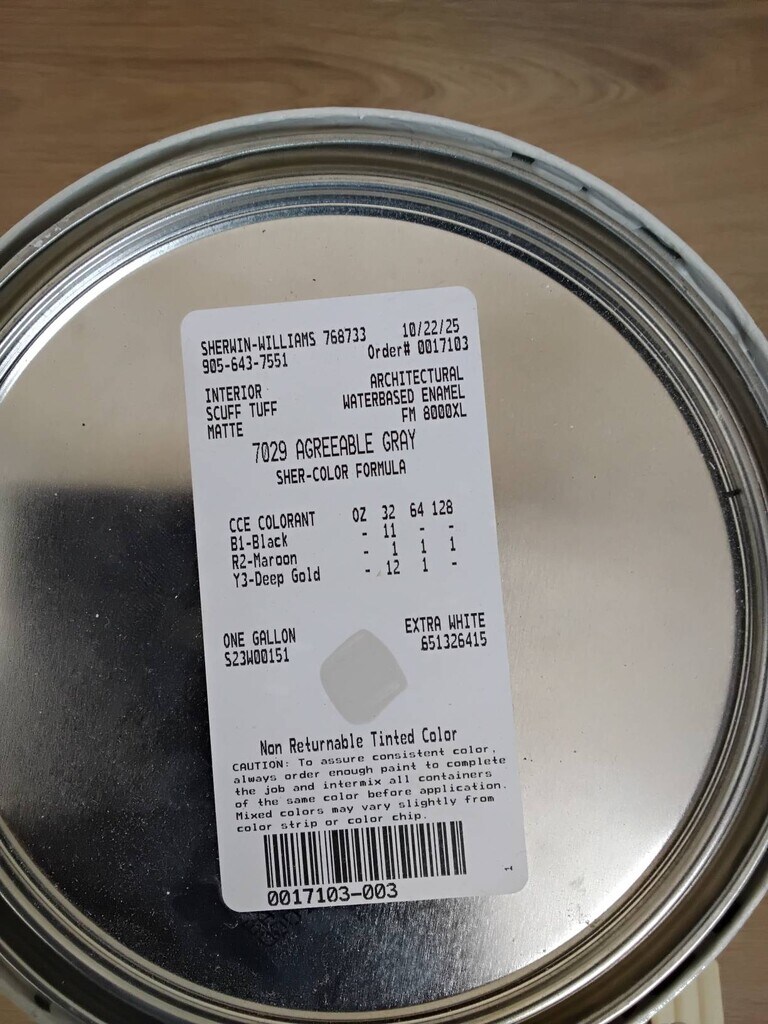 SHERWIN-WILLIAMS 768733 10/22/25
905-643-7551 Order# 0017103
INTERIOR ARCHITECTURAL
SCUFF TUFF WATERBASED ENAMEL
MATTE FM 8000XL
7029 AGREEABLE GRAY
SHER-COLOR FORMULA
CCE COLORANT OZ 32 64 128
B1-Black - 11 - -
R2-Maroon - 1 1 1
Y3-Deep Gold - 12 1 -
ONE GALLON EXTRA WHITE
S23W00151 651326415
Non Returnable Tinted Color
CAUTION: To assure consistent color,
always order enough paint to complete
the job and intermix all containers
of the same color before application.
Mixed colors may vary slightly from
color strip or color chip.
0017103-003